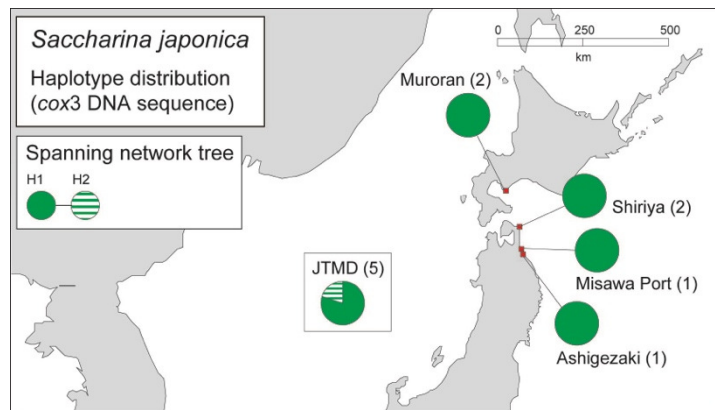 Saccharina japonica
Haplotype distribution
(cox3 DNA sequence)
Spanning network tree
H1 H2
0 250 500
km
Muroran (2)
Shiriya (2)
Misawa Port (1)
Ashigezaki (1)
JTMD (5)